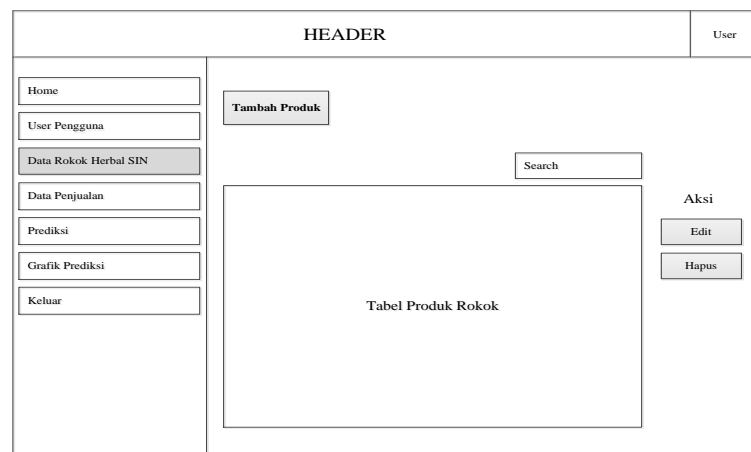 HEADER
User
Home
User Pengguna
Data Rokok Herbal SIN
Data Penjualan
Prediksi
Grafik Prediksi
Keluar
Tambah Produk
Search
Tabel Produk Rokok
Aksi
Edit
Hapus